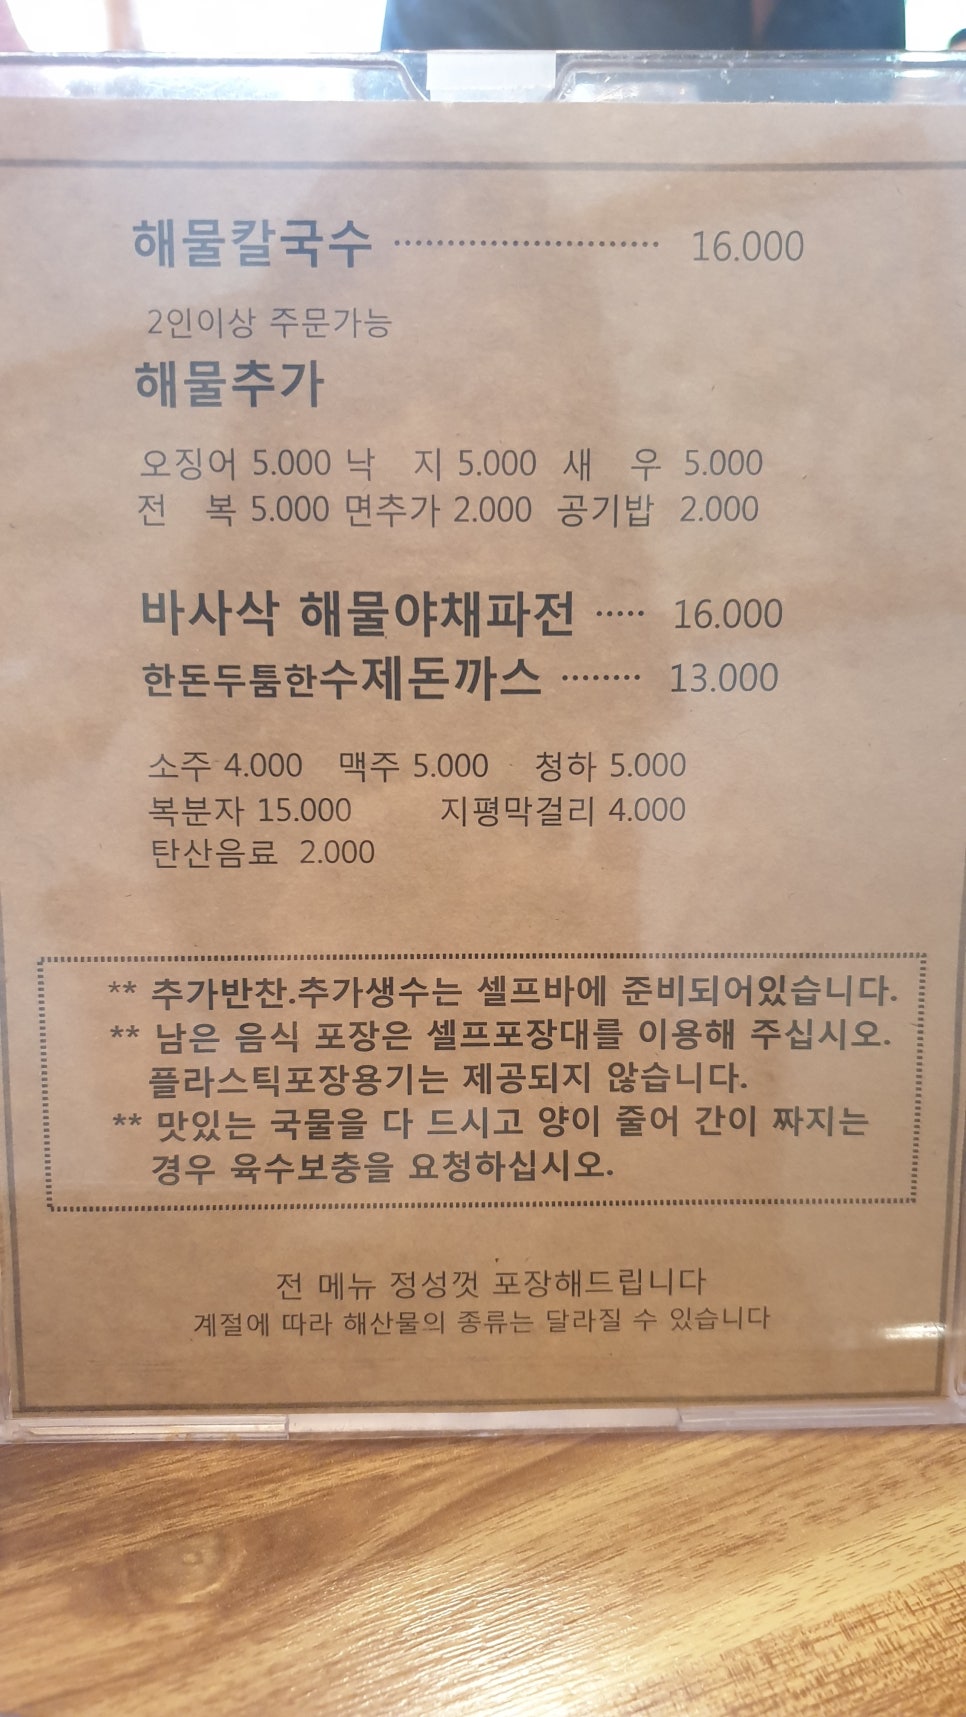 해물칼국수 ························ 16.000
2인이상 주문가능
해물추가
오징어 5.000 낙 지 5.000 새 우 5.000
전 복 5.000 면추가 2.000 공기밥 2.000
바사삭 해물야채파전 ····· 16.000
한돈두툼한수제돈까스 ········ 13.000
소주 4.000 맥주 5.000 청하 5.000
복분자 15.000 지평막걸리 4.000
탄산음료 2.000
** 추가반찬.추가생수는 셀프바에 준비되어있습니다.
** 남은 음식 포장은 셀프포장대를 이용해 주십시오.
플라스틱포장용기는 제공되지 않습니다.
** 맛있는 국물을 다 드시고 양이 줄어 간이 짜지는
경우 육수보충을 요청하십시오.
전 메뉴 정성껏 포장해드립니다
계절에 따라 해산물의 종류는 달라질 수 있습니다